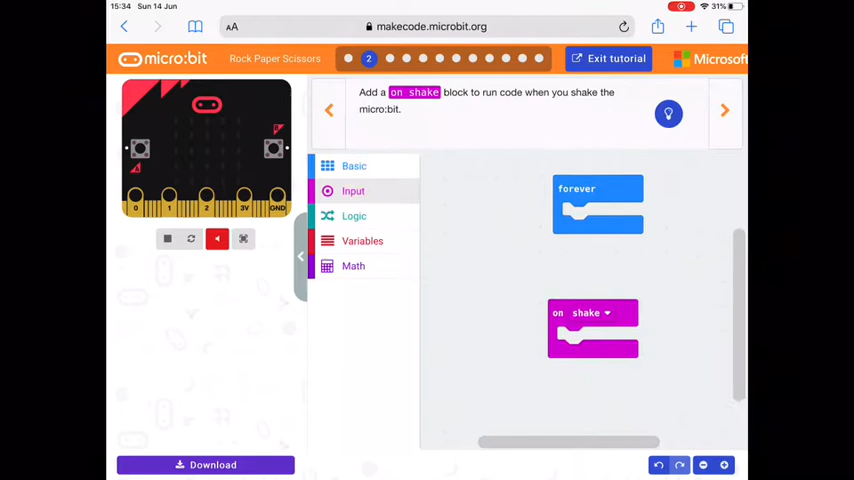 15:34 Sun 14 Jun
31%
AA
makecode.microbit.org
micro:bit
Rock Paper Scissors
2
Exit tutorial
Microsoft
Add a on shake block to run code when you shake the
micro:bit.
B
A
0 1 2 3V GND
Basic
Input
Logic
Variables
Math
forever
on shake
Download